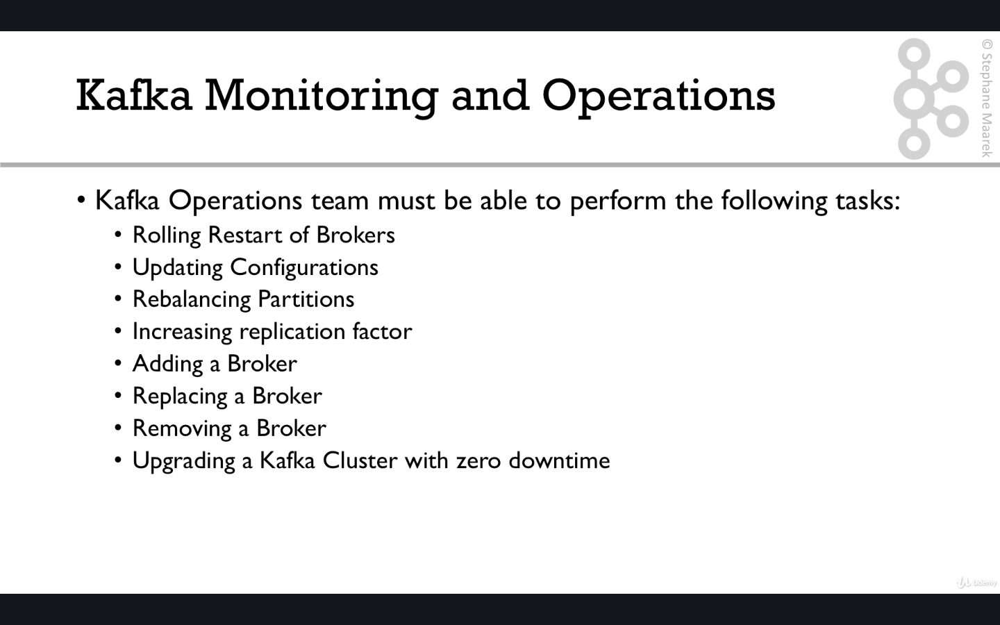 Kafka Monitoring and Operations
© Stephane Maarek
• Kafka Operations team must be able to perform the following tasks:
• Rolling Restart of Brokers
• Updating Configurations
• Rebalancing Partitions
• Increasing replication factor
• Adding a Broker
• Replacing a Broker
• Removing a Broker
• Upgrading a Kafka Cluster with zero downtime
Udemy